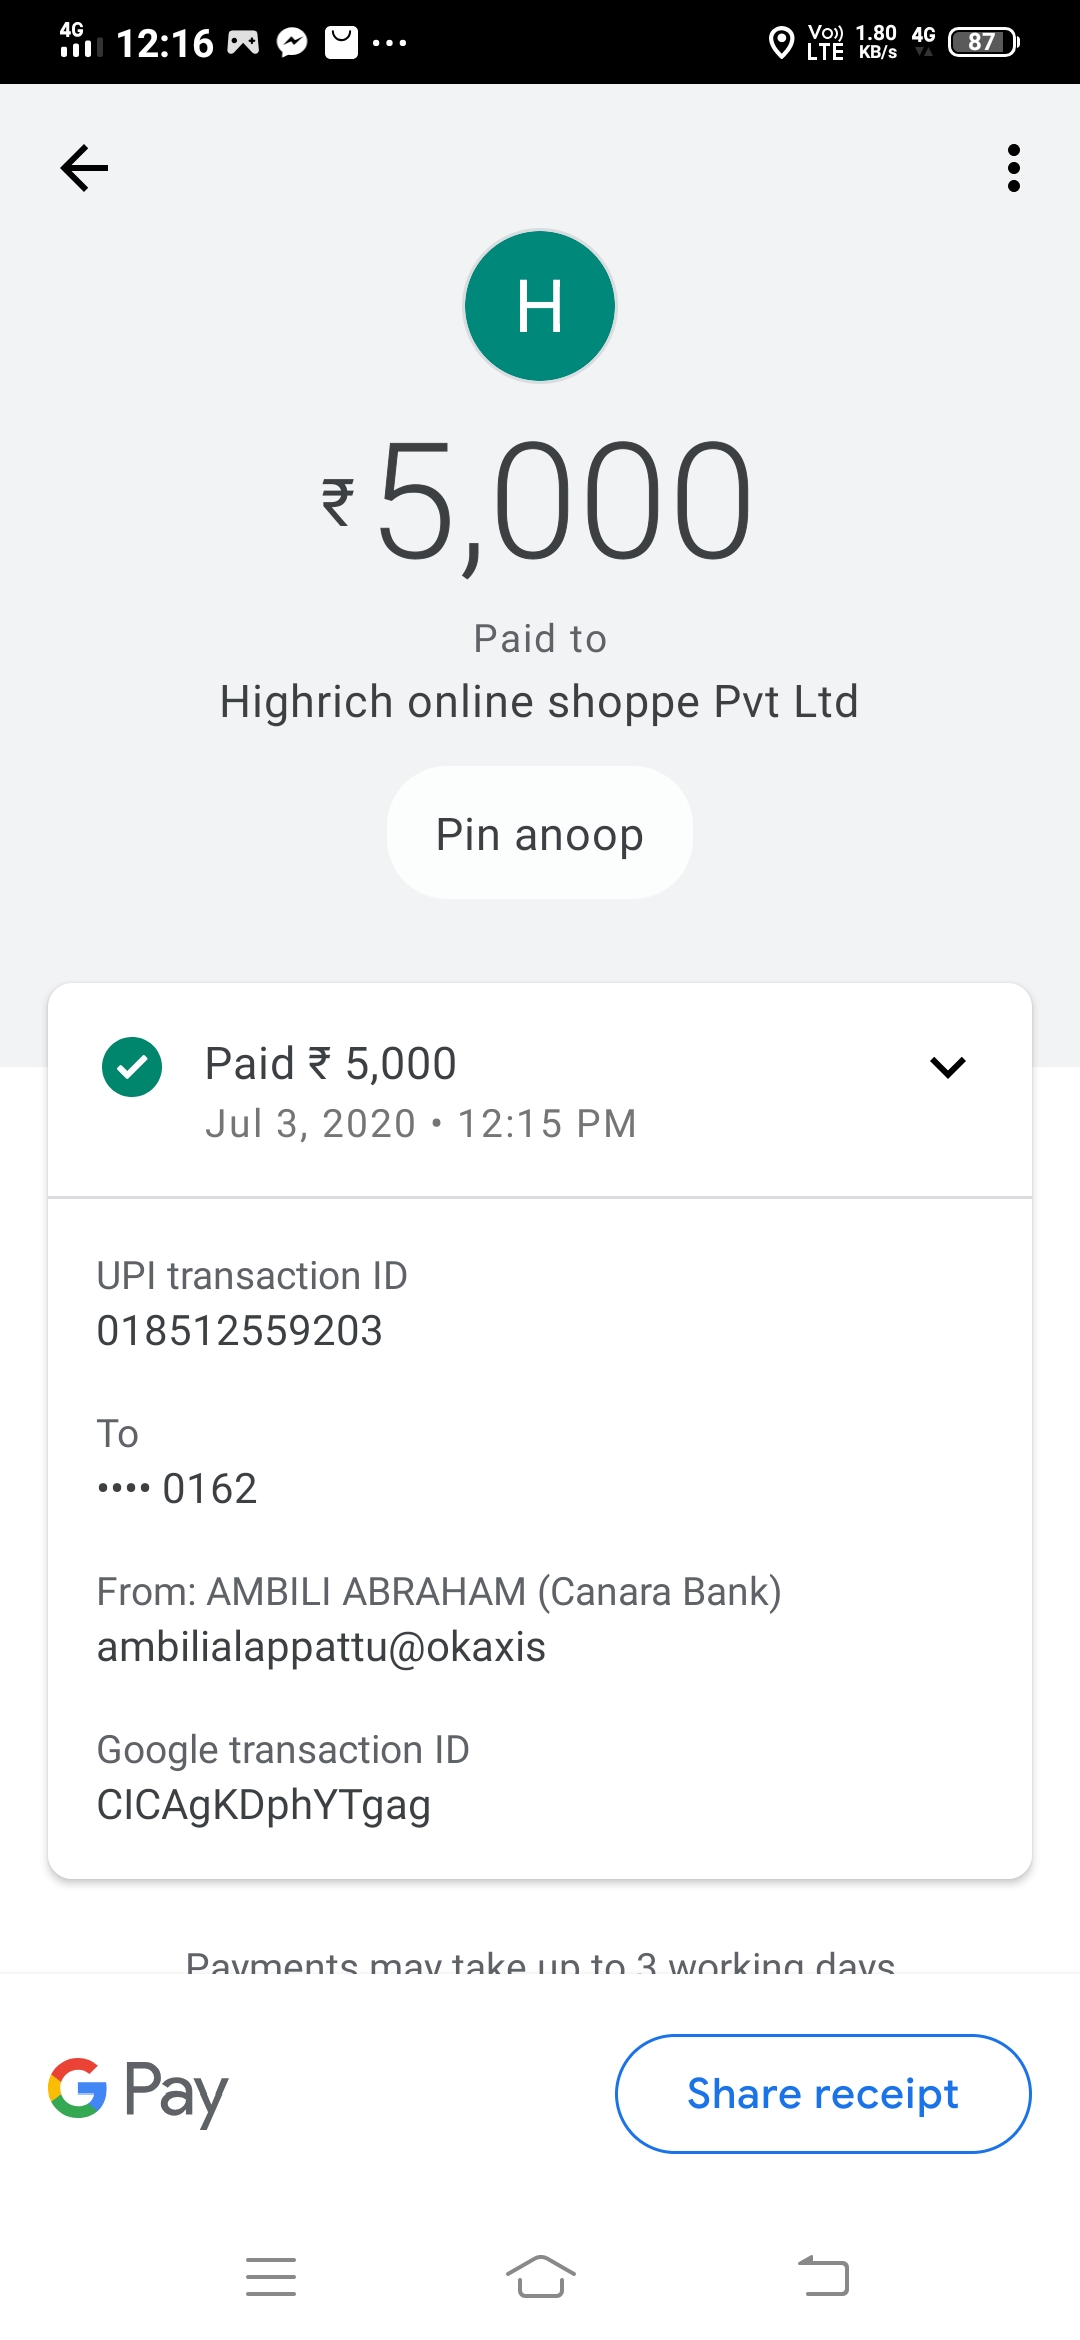 4G 12:16 Vo)) LTE 1.80 KB/s 4G 87
H
₹5,000
Paid to
Highrich online shoppe Pvt Ltd
Pin anoop
Paid ₹ 5,000
Jul 3, 2020 • 12:15 PM
UPI transaction ID
018512559203
To
•••• 0162
From: AMBILI ABRAHAM (Canara Bank)
ambilialappattu@okaxis
Google transaction ID
CICAgKDphYTgag
Payments may take up to 3 working days
G Pay
Share receipt